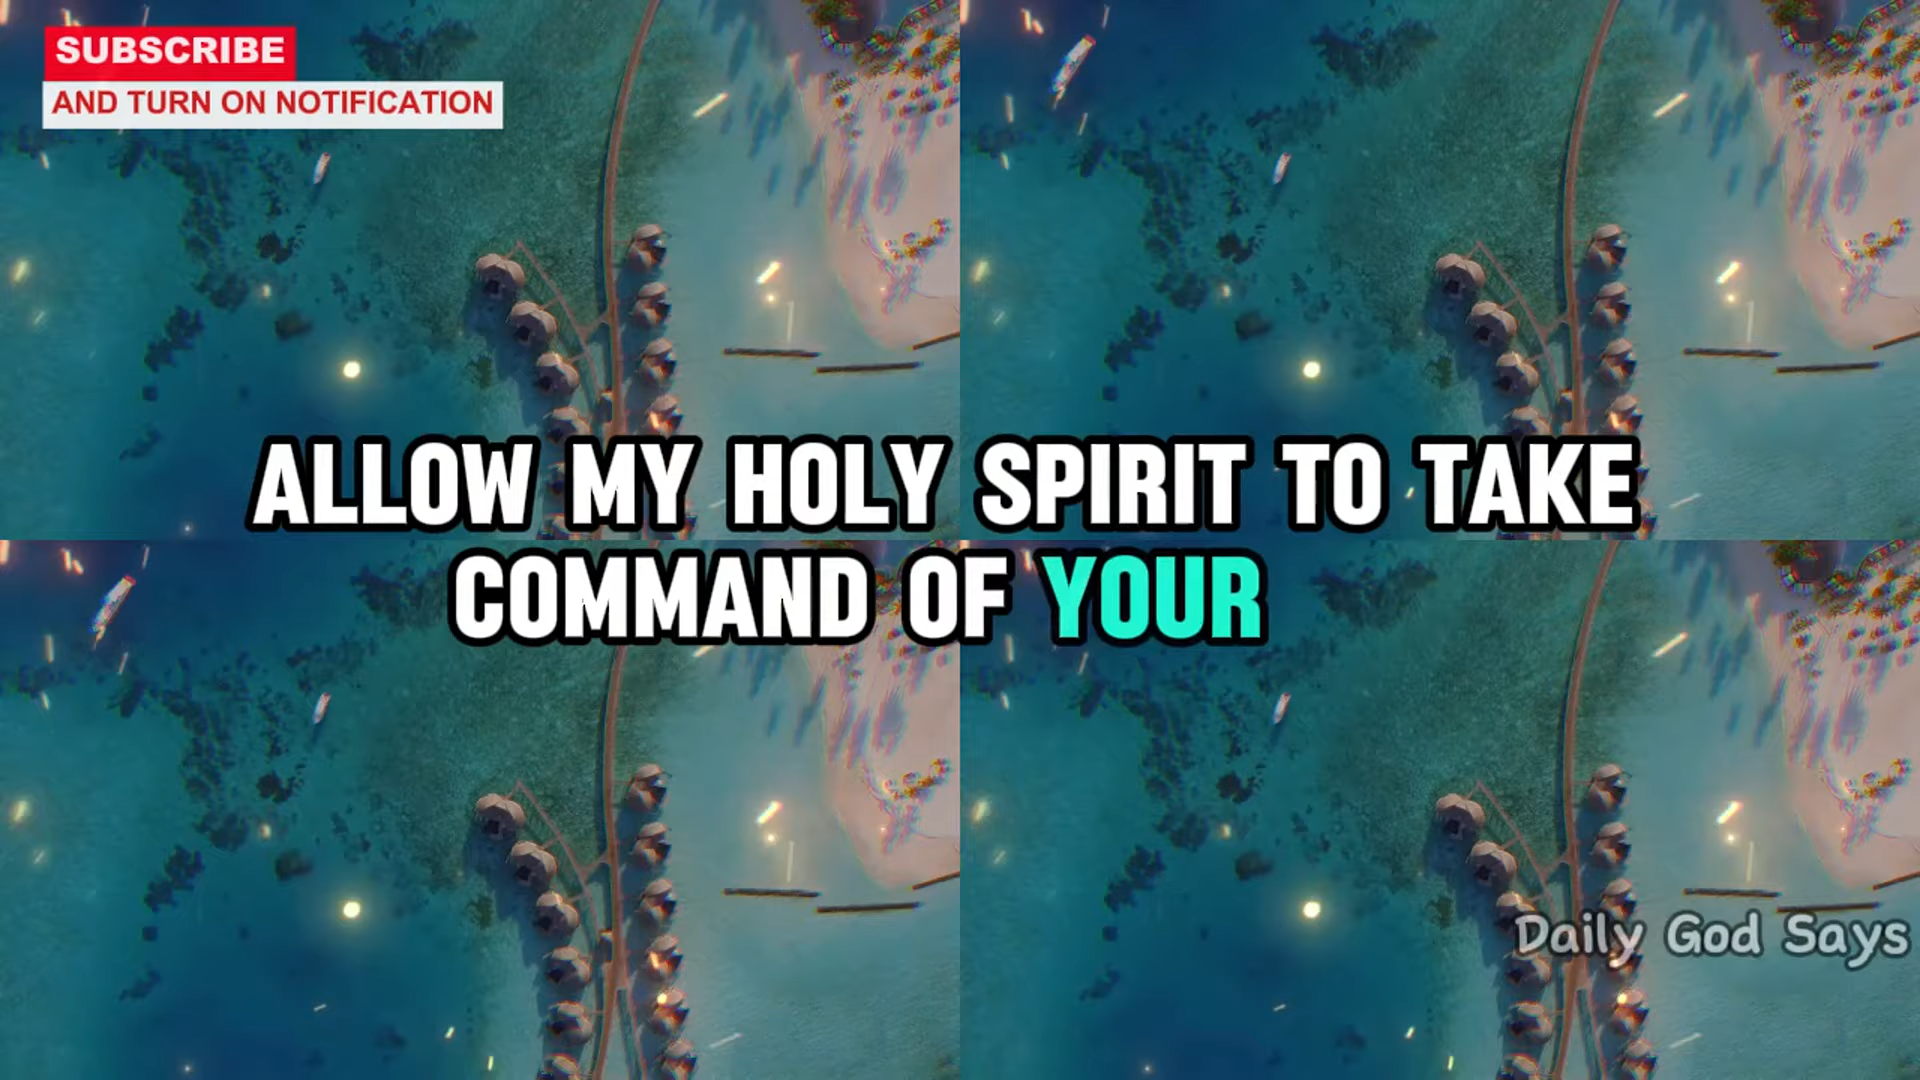 SUBSCRIBE
AND TURN ON NOTIFICATION
ALLOW MY HOLY SPIRIT TO TAKE
COMMAND OF YOUR
Daily God Says